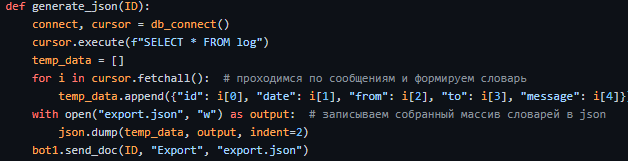 def generate_json(ID):
    connect, cursor = db_connect()
    cursor.execute(f"SELECT * FROM log")
    temp_data = []
    for i in cursor.fetchall():  # проходимся по сообщениям и формируем словарь
        temp_data.append({"id": i[0], "date": i[1], "from": i[2], "to": i[3], "message": i[4]})
    with open("export.json", "w") as output:  # записываем собранный массив словарей в json
        json.dump(temp_data, output, indent=2)
    bot1.send_doc(ID, "Export", "export.json")